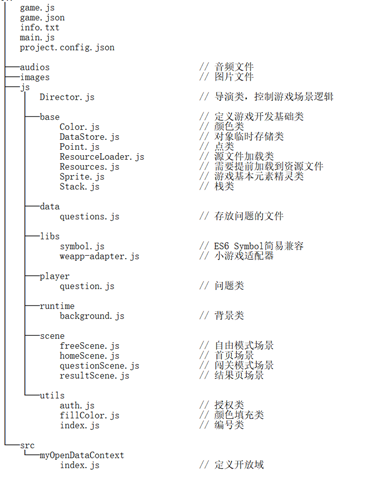 game.js
game.json
info.txt
main.js
project.config.json
audios // 音频文件
images // 图片文件
js
Director.js // 导演类，控制游戏场景逻辑
base // 定义游戏开发基础类
Color.js // 颜色类
DataStore.js // 对象临时存储类
Point.js // 点类
ResourceLoader.js // 源文件加载类
Resources.js // 需要提前加载到资源文件
Sprite.js // 游戏基本元素精灵类
Stack.js // 栈类
data
questions.js // 存放问题的文件
libs
symbol.js // ES6 Symbol简易兼容
weapp-adapter.js // 小游戏适配器
player
question.js // 问题类
runtime
background.js // 背景类
scene
freeScene.js // 自由模式场景
homeScene.js // 首页场景
questionScene.js // 闯关模式场景
resultScene.js // 结果页场景
utils
auth.js // 授权类
fillColor.js // 颜色填充类
index.js // 编号类
src
myOpenDataContext
index.js // 定义开放域